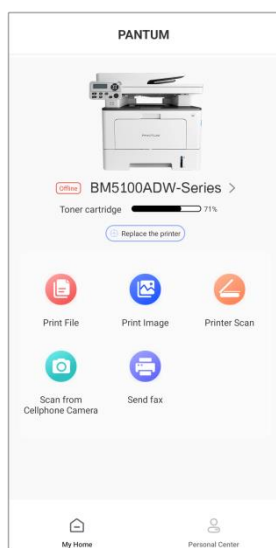 PANTUM
PANTUM
Offline BM5100ADW-Series >
Toner cartridge 71%
Replace the printer
Print File Print Image Printer Scan
Scan from Send fax
Cellphone Camera
My Home Personal Center